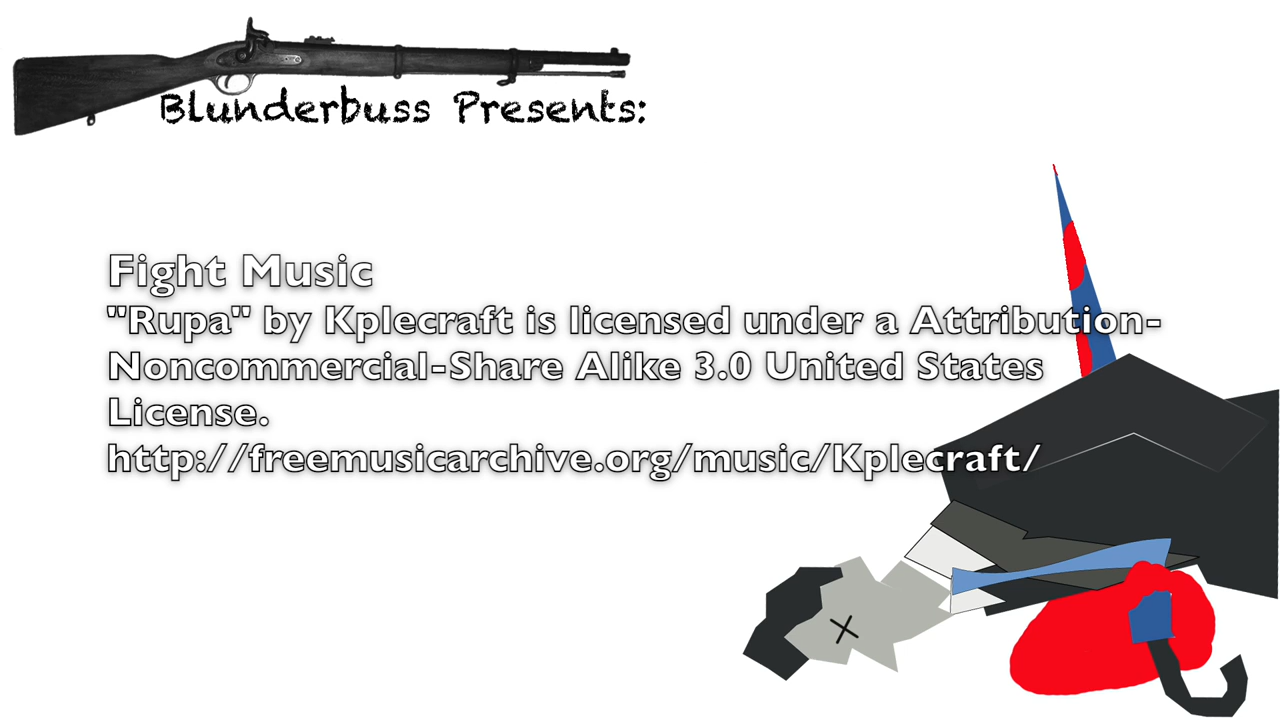 Blunderbuss Presents:
Fight Music
"Rupa" by Kplecraft is licensed under a Attribution-
Noncommercial-Share Alike 3.0 United States
License.
http://freemusicarchive.org/music/Kplecraft/